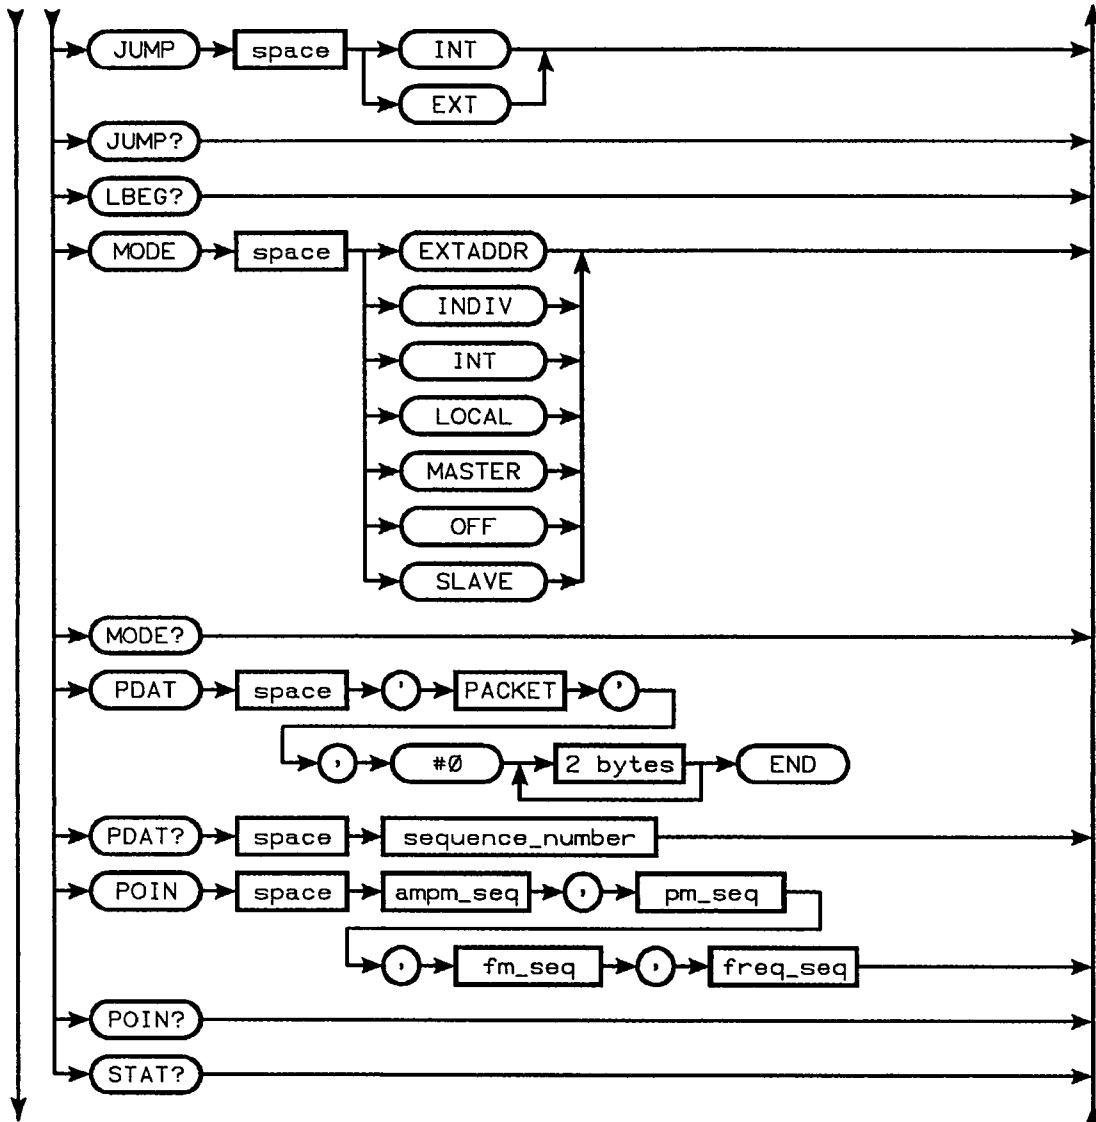 JUMP space INT
EXT
JUMP?
LBEG?
MODE space EXTADDR
INDIV
INT
LOCAL
MASTER
OFF
SLAVE
MODE?
PDAT space ' PACKET '
, #0 2 bytes END
PDAT? space sequence_number
POIN space ampm_seq , pm_seq
, fm_seq , freq_seq
POIN?
STAT?